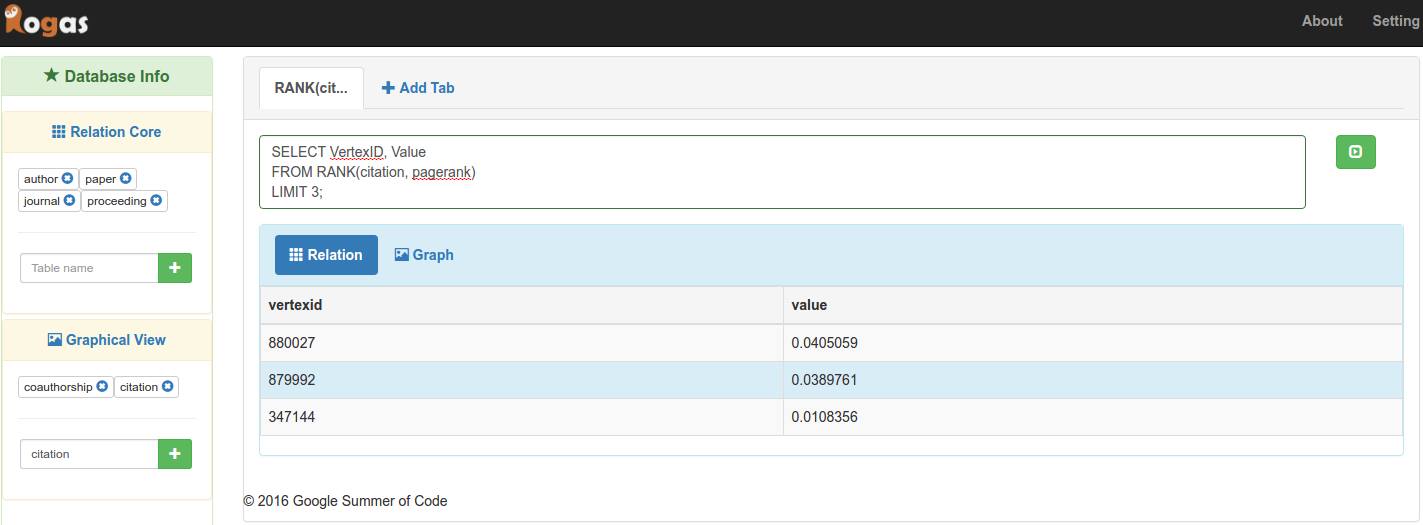 Rogas
About Setting
Database Info
Relation Core
author paper
journal proceeding
Table name
Graphical View
coauthorship citation
citation
RANK(cit... Add Tab
SELECT VertexID, Value
FROM RANK(citation, pagerank)
LIMIT 3;
Relation Graph
vertexid value
880027 0.0405059
879992 0.0389761
347144 0.0108356
© 2016 Google Summer of Code